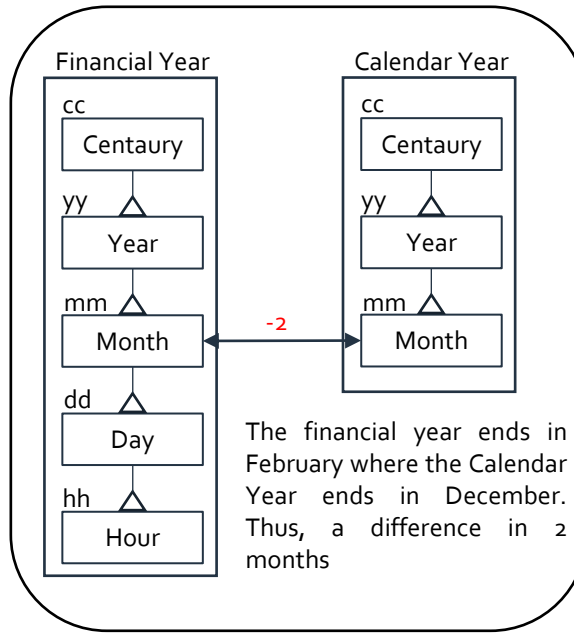 Financial Year
cc
Centaury
yy
Year
mm
Month
dd
Day
hh
Hour
Calendar Year
cc
Centaury
yy
Year
mm
Month
-2
The financial year ends in
February where the Calendar
Year ends in December.
Thus, a difference in 2
months